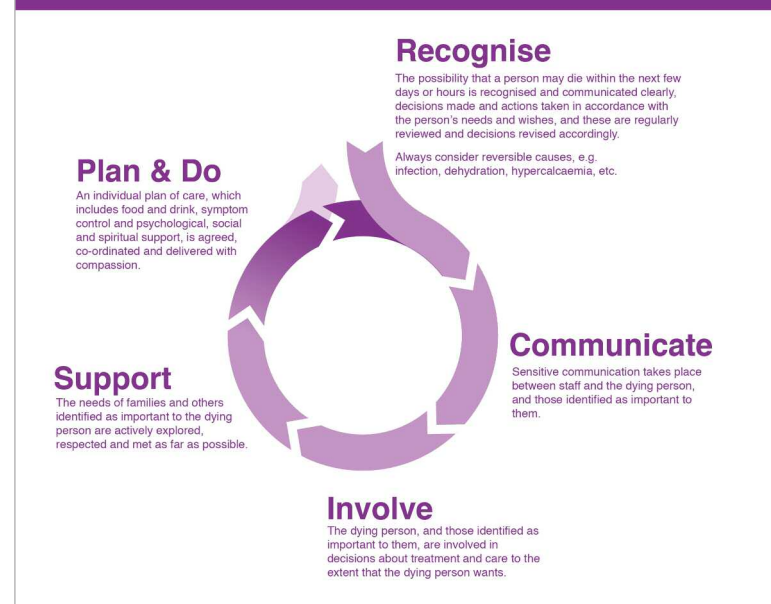 Recognise
The possibility that a person may die within the next few
days or hours is recognised and communicated clearly,
decisions made and actions taken in accordance with
the person's needs and wishes, and these are regularly
reviewed and decisions revised accordingly.
Always consider reversible causes, e.g.
infection, dehydration, hypercalcaemia, etc.
Communicate
Sensitive communication takes place
between staff and the dying person,
and those identified as important to
them.
Involve
The dying person, and those identified as
important to them, are involved in
decisions about treatment and care to the
extent that the dying person wants.
Support
The needs of families and others
identified as important to the dying
person are actively explored,
respected and met as far as possible.
Plan & Do
An individual plan of care, which
includes food and drink, symptom
control and psychological, social
and spiritual support, is agreed,
co-ordinated and delivered with
compassion.